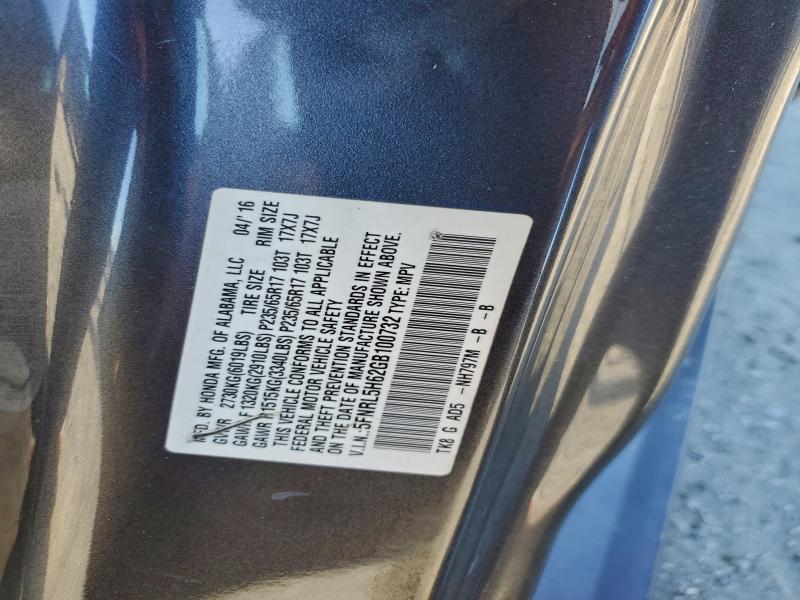 MFD. BY HONDA MFG. OF ALABAMA, LLC 04/'16
GVWR 2730KG(6019LBS) TIRE SIZE RIM SIZE
GAWR F 1320KG(2910LBS) P235/65R17 103T 17X7J
GAWR R 1515KG(3340LBS) P235/65R17 103T 17X7J
THIS VEHICLE CONFORMS TO ALL APPLICABLE
FEDERAL MOTOR VEHICLE SAFETY
AND THEFT PREVENTION STANDARDS IN EFFECT
ON THE DATE OF MANUFACTURE SHOWN ABOVE.
V.I.N.:5FNRL5H62GB100732 TYPE: MPV
TK8 G AD5 -NH797M -B -B